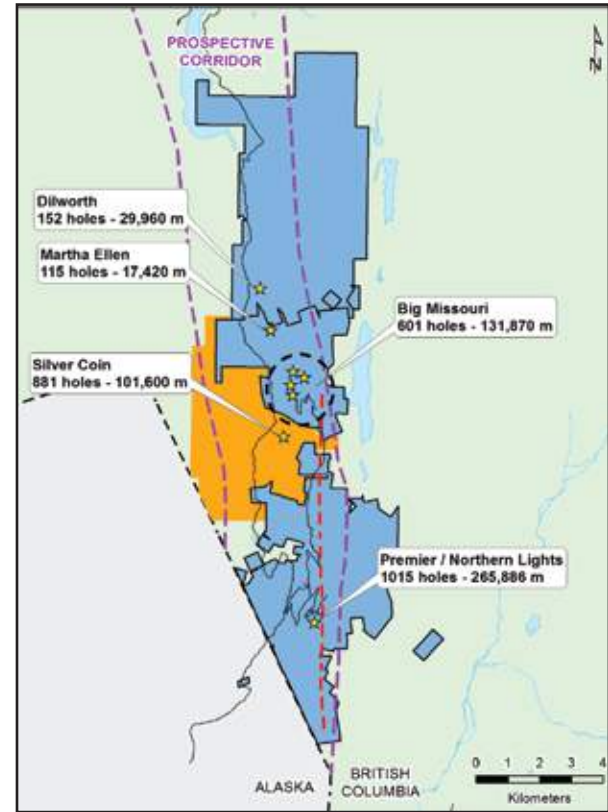 PROSPECTIVE
CORRIDOR
N
Dilworth
152 holes - 29,960 m
Martha Ellen
115 holes - 17,420 m
Big Missouri
601 holes - 131,870 m
Silver Coin
881 holes - 101,600 m
Premier / Northern Lights
1015 holes - 265,886 m
ALASKA
BRITISH
COLUMBIA
0 1 2 3 4
Kilometers